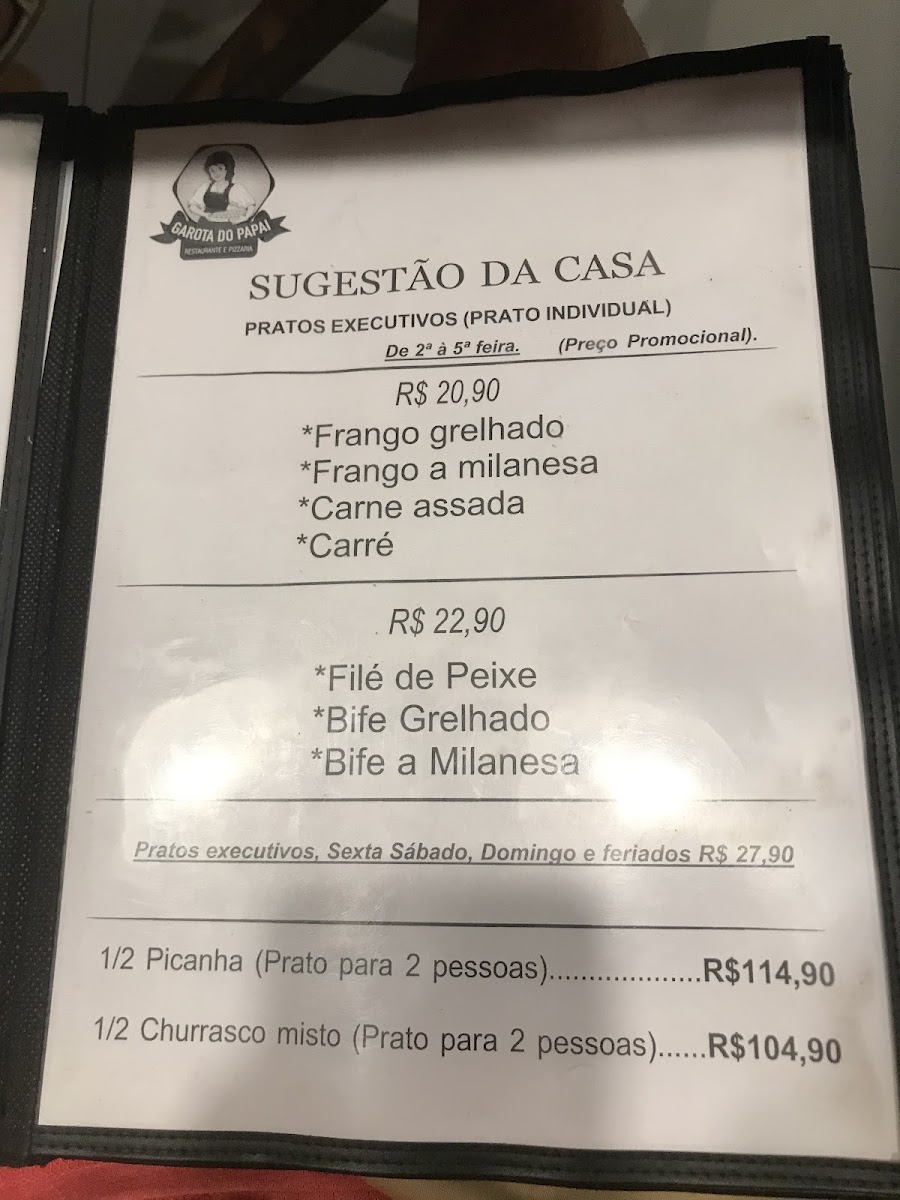 GAROTA DO PAPAI
RESTAURANTE E PIZZARIA
SUGESTÃO DA CASA
PRATOS EXECUTIVOS (PRATO INDIVIDUAL)
De 2ª à 5ª feira. (Preço Promocional).
R$ 20,90
*Frango grelhado
*Frango a milanesa
*Carne assada
*Carré
R$ 22,90
*Filé de Peixe
*Bife Grelhado
*Bife a Milanesa
Pratos executivos, Sexta Sábado, Domingo e feriados R$ 27,90
1/2 Picanha (Prato para 2 pessoas)...................R$114,90
1/2 Churrasco misto (Prato para 2 pessoas)......R$104,90